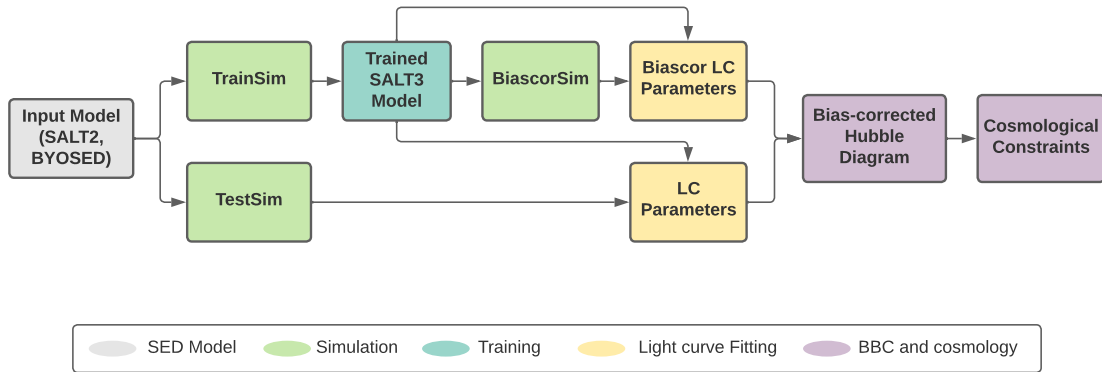 Input Model
(SALT2,
BYOSED)
TrainSim
TestSim
Trained
SALT3
Model
BiascorSim
Biascor LC
Parameters
LC
Parameters
Bias-corrected
Hubble
Diagram
Cosmological
Constraints
SED Model
Simulation
Training
Light curve Fitting
BBC and cosmology